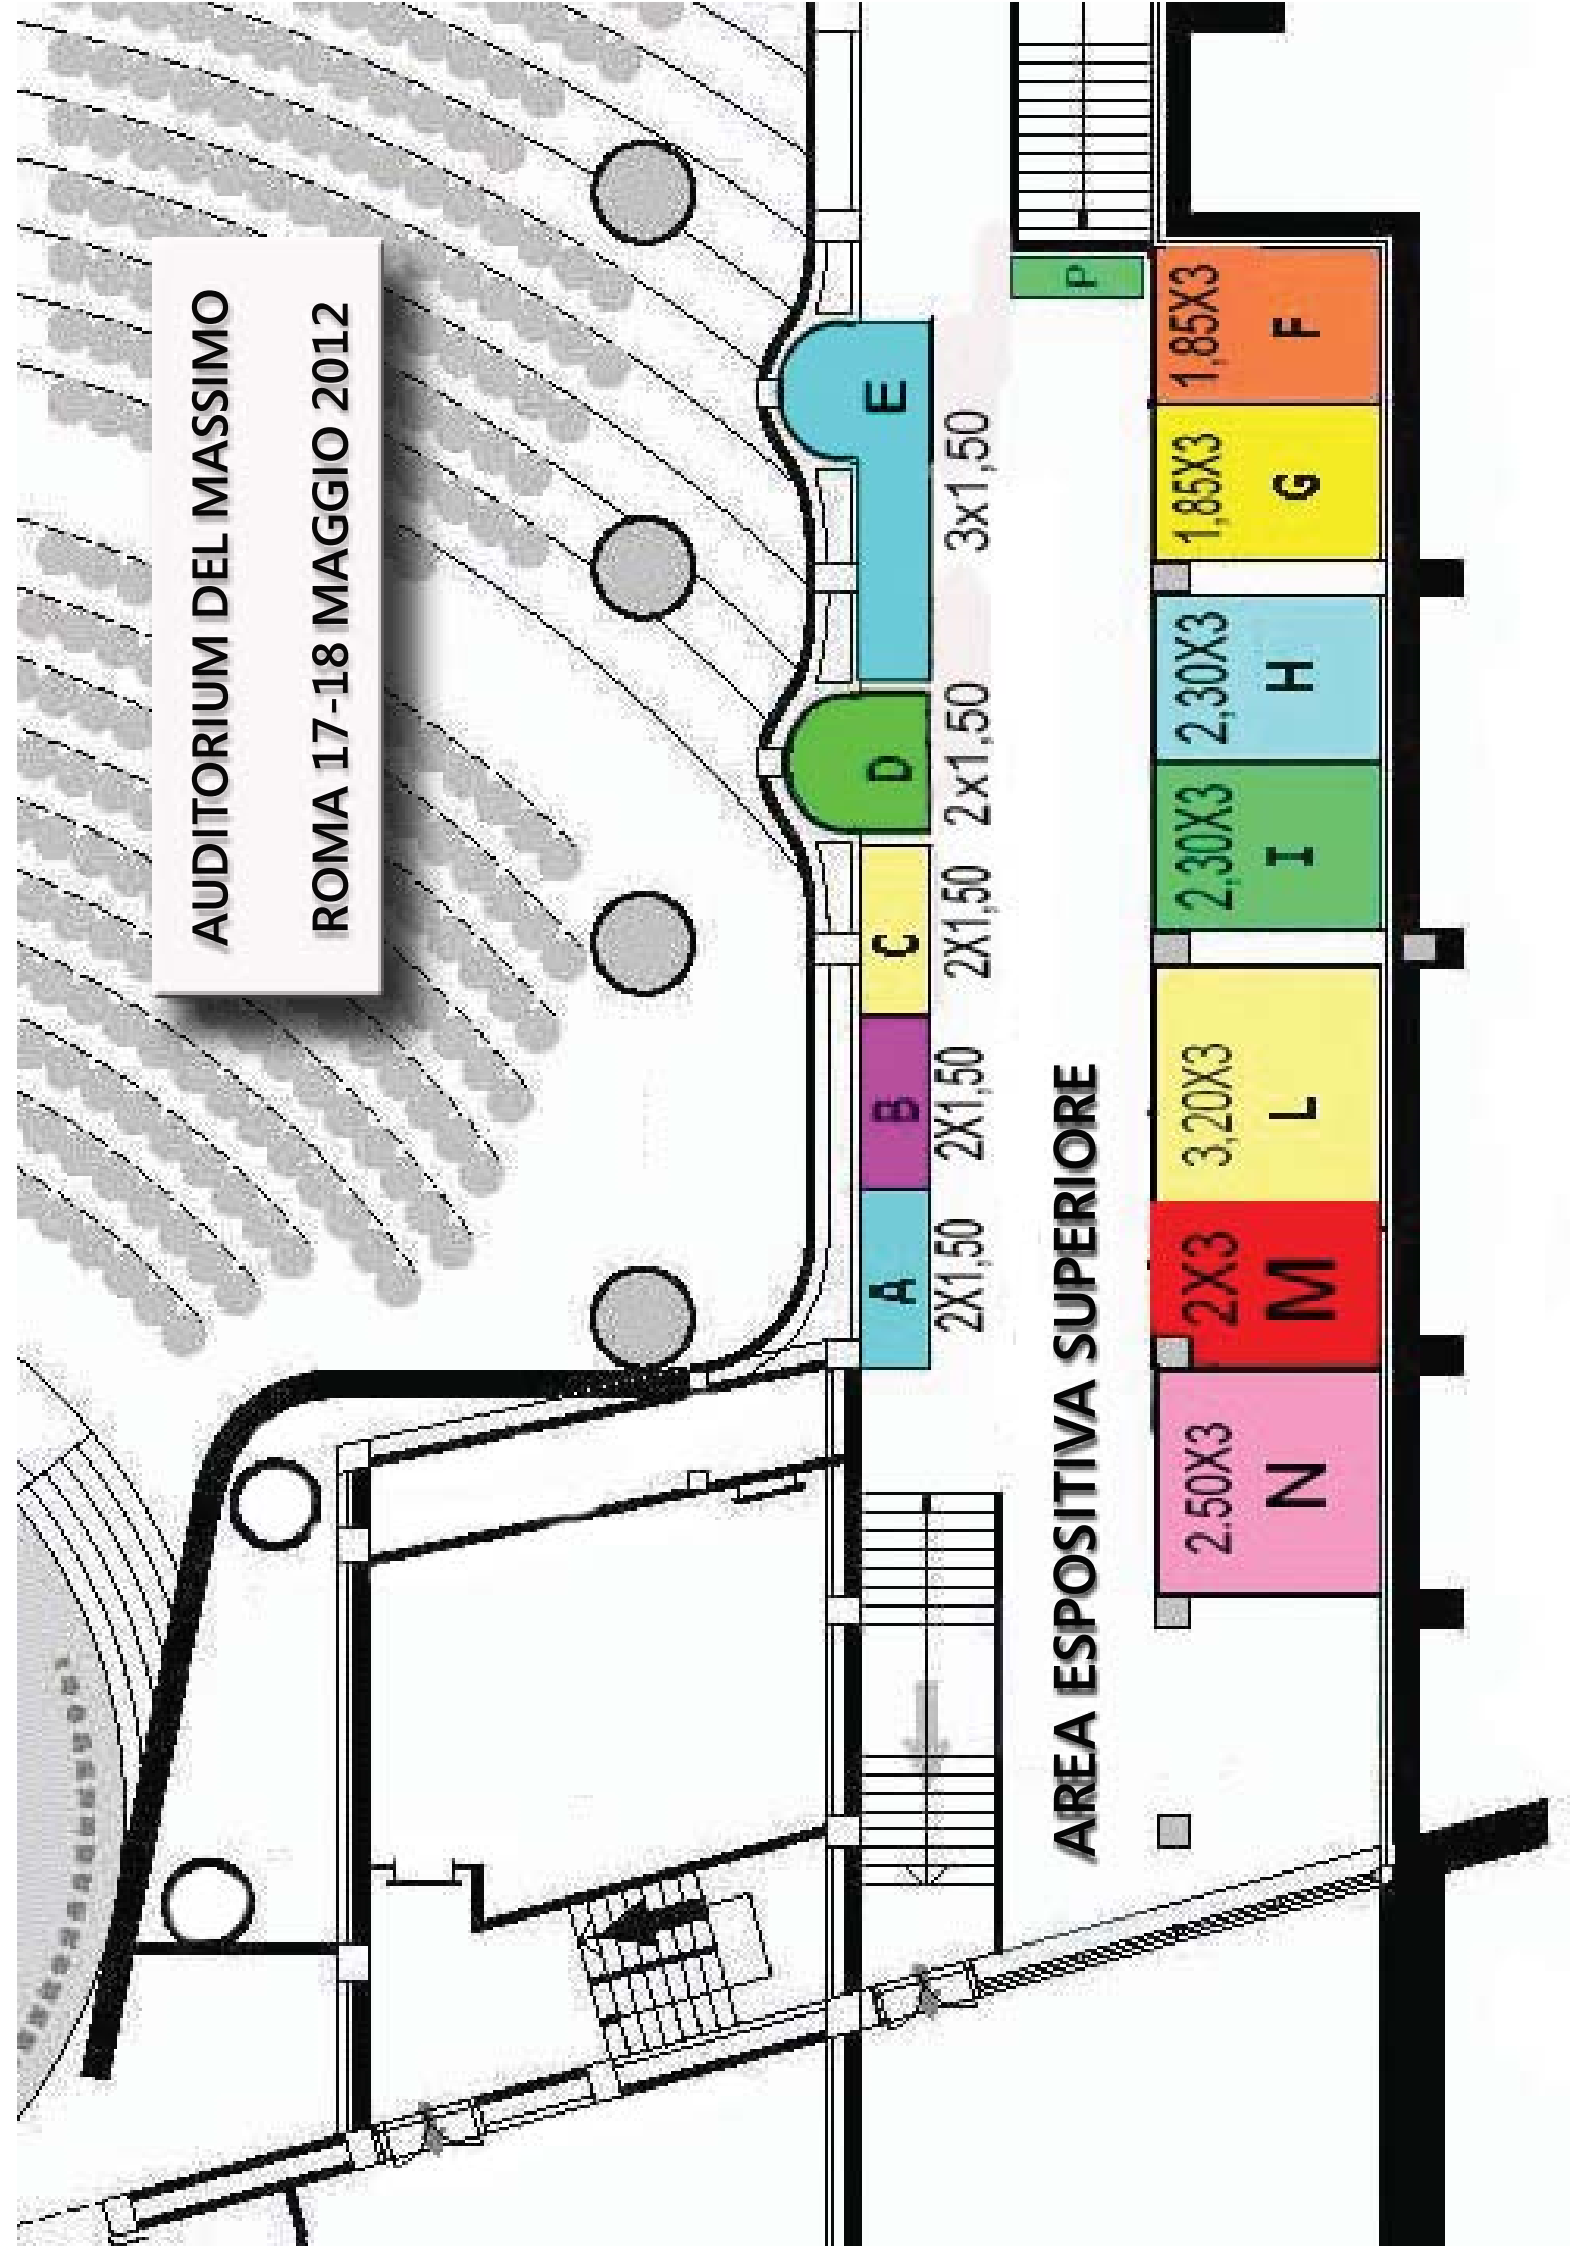 AUDITORIUM DEL MASSIMO
ROMA 17-18 MAGGIO 2012
A
B
C
D
E
2X1,50
2X1,50
2X1,50
2x1,50
3x1,50
AREA ESPOSITIVA SUPERIORE
P
2.50X3
N
2X3
M
3,20X3
L
2,30X3
I
2,30X3
H
1,85X3
G
1,85X3
F